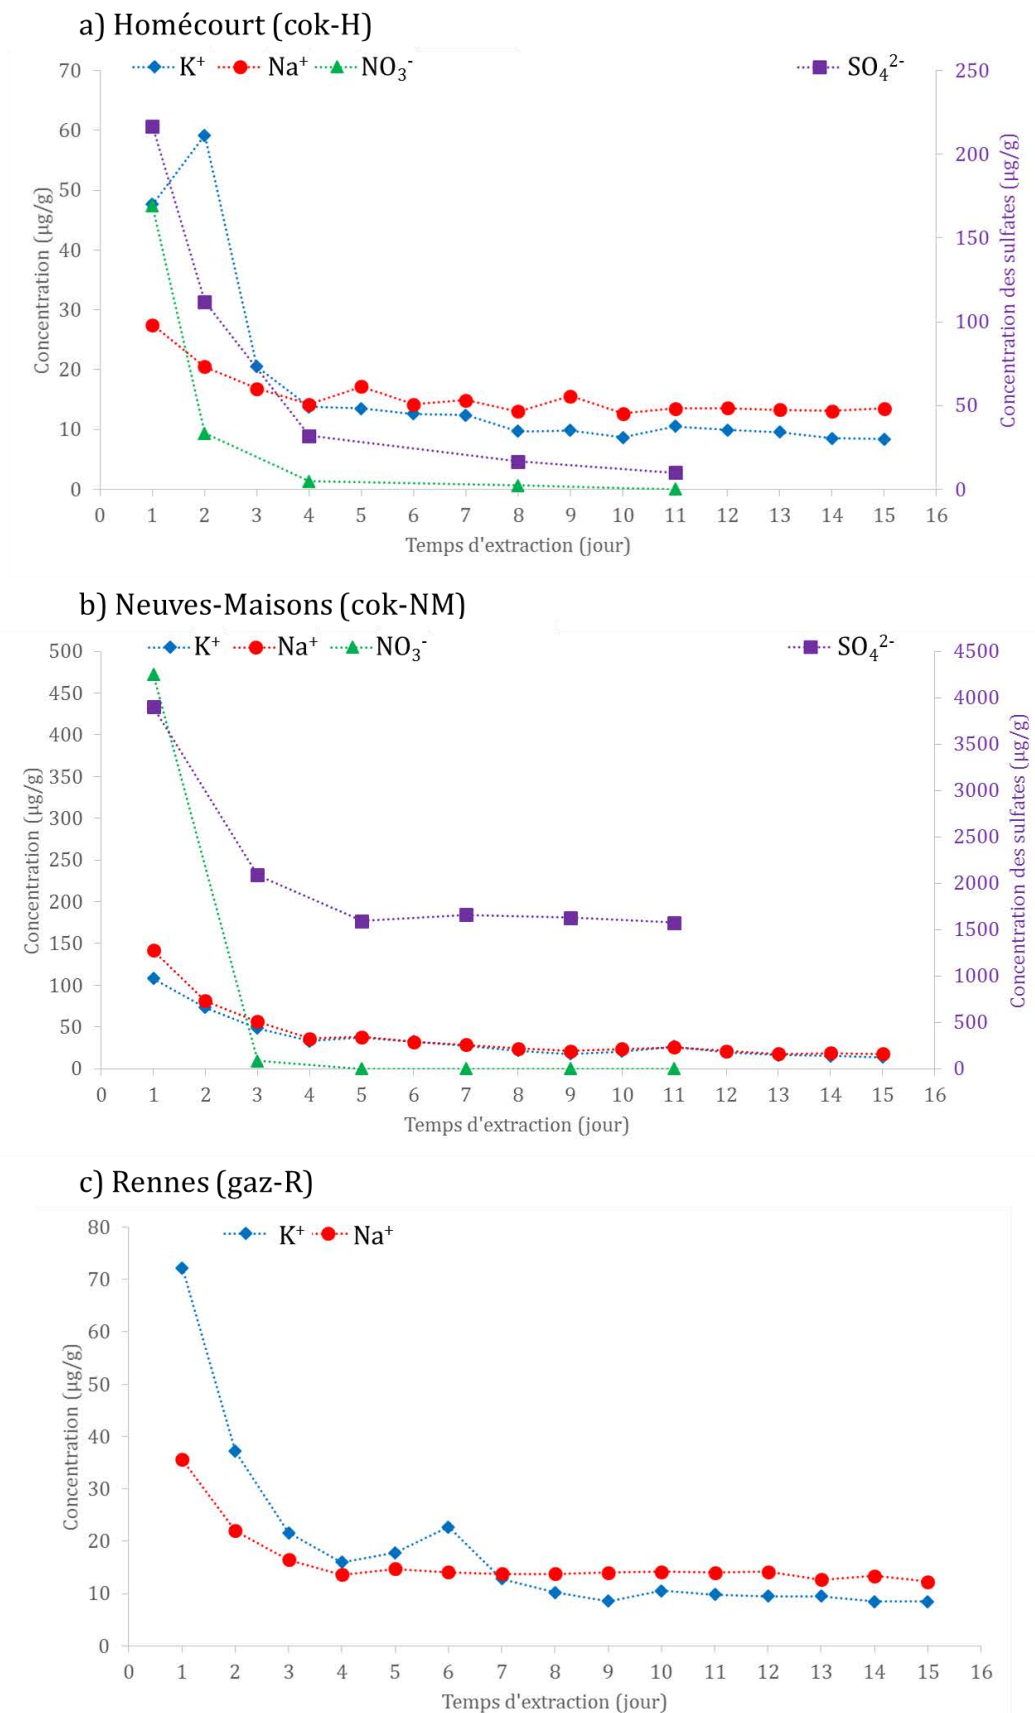 a) Homécourt (cok-H)
K⁺ Na⁺ NO₃⁻ SO₄²⁻
70
60
50
40
30
20
10
0
Concentration (µg/g)
250
200
150
100
50
0
Concentration des sulfates (µg/g)
0 1 2 3 4 5 6 7 8 9 10 11 12 13 14 15 16
Temps d'extraction (jour)
b) Neuves-Maisons (cok-NM)
K⁺ Na⁺ NO₃⁻ SO₄²⁻
500
450
400
350
300
250
200
150
100
50
0
Concentration (µg/g)
4500
4000
3500
3000
2500
2000
1500
1000
500
0
Concentration des sulfates (µg/g)
0 1 2 3 4 5 6 7 8 9 10 11 12 13 14 15 16
Temps d'extraction (jour)
c) Rennes (gaz-R)
K⁺ Na⁺
80
70
60
50
40
30
20
10
0
Concentration (µg/g)
0 1 2 3 4 5 6 7 8 9 10 11 12 13 14 15 16
Temps d'extraction (jour)